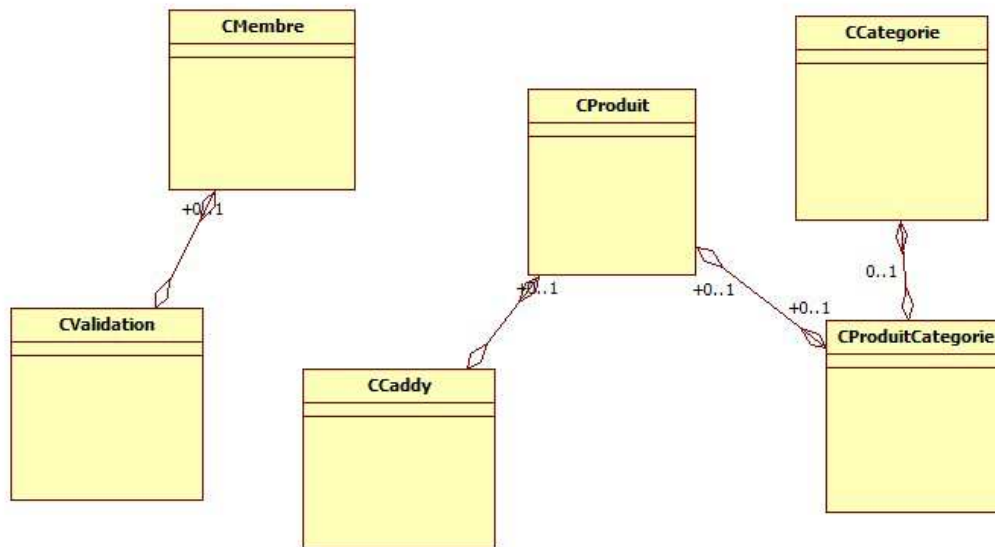 CMembre
CCategorie
CProduit
+0..1
0..1
+0..1
+0..1
+0..1
CValidation
CProduitCategorie
CCaddy